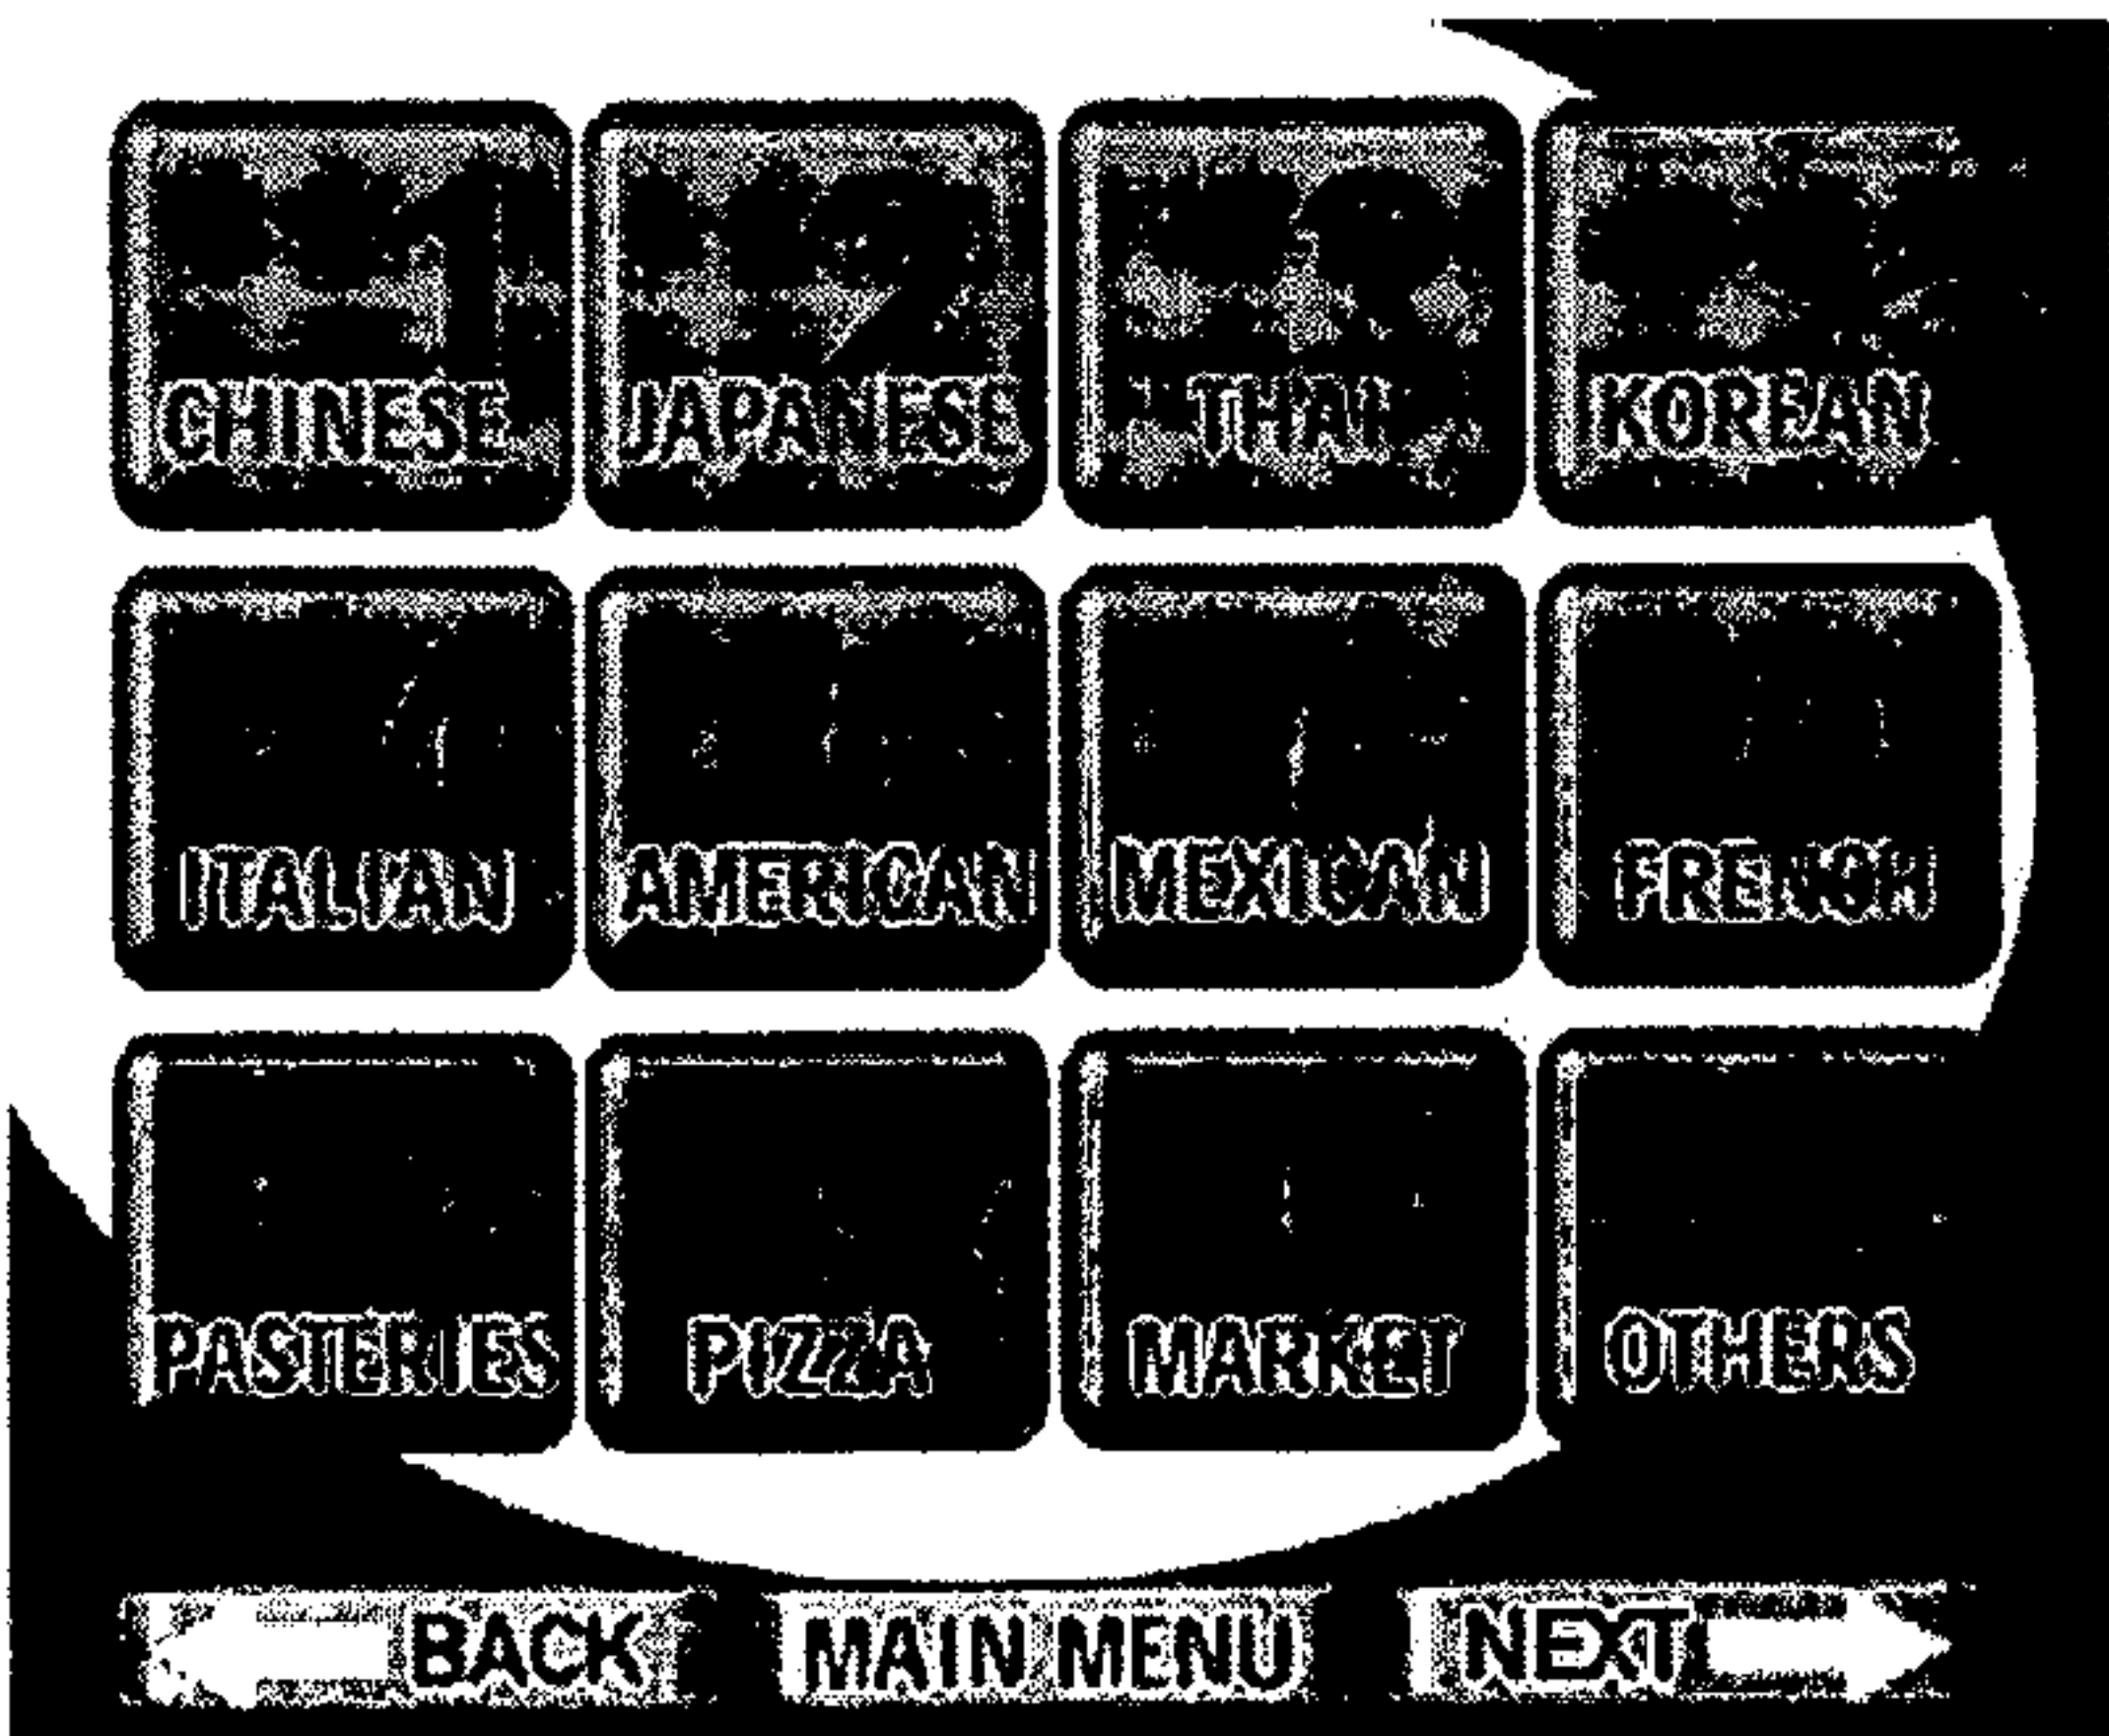 CHINESE JAPANESE THAI KOREAN
ITALIAN AMERICAN MEXICAN FRENCH
PASTERIES PIZZA MARKET OTHERS
BACK MAIN MENU NEXT